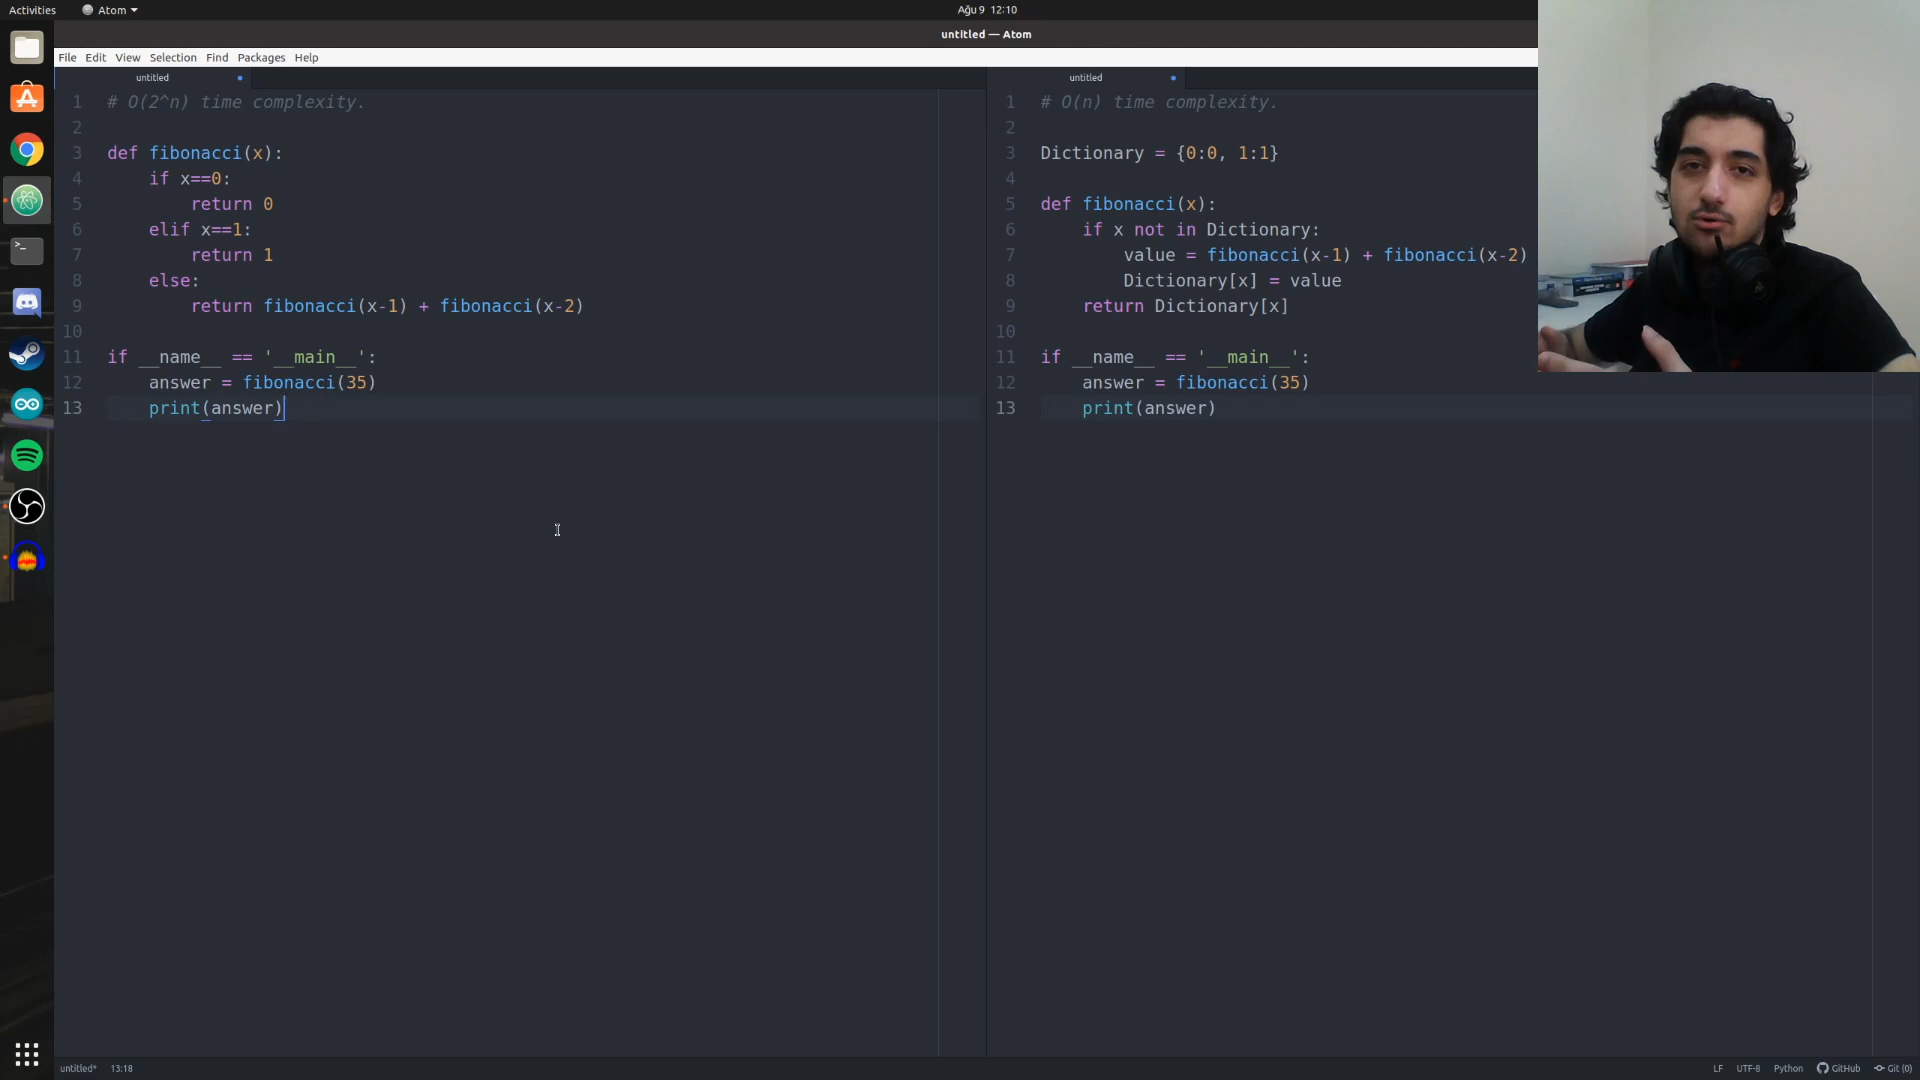 Activities
Atom
Ağu 9 12:10
untitled — Atom
File Edit View Selection Find Packages Help
untitled
1 # O(2^n) time complexity.
2
3 def fibonacci(x):
4 if x==0:
5 return 0
6 elif x==1:
7 return 1
8 else:
9 return fibonacci(x-1) + fibonacci(x-2)
10
11 if __name__ == '__main__':
12 answer = fibonacci(35)
13 print(answer)
untitled
1 # O(n) time complexity.
2
3 Dictionary = {0:0, 1:1}
4
5 def fibonacci(x):
6 if x not in Dictionary:
7 value = fibonacci(x-1) + fibonacci(x-2)
8 Dictionary[x] = value
9 return Dictionary[x]
10
11 if __name__ == '__main__':
12 answer = fibonacci(35)
13 print(answer)
untitled* 13:18
LF UTF-8 Python GitHub Git (0)